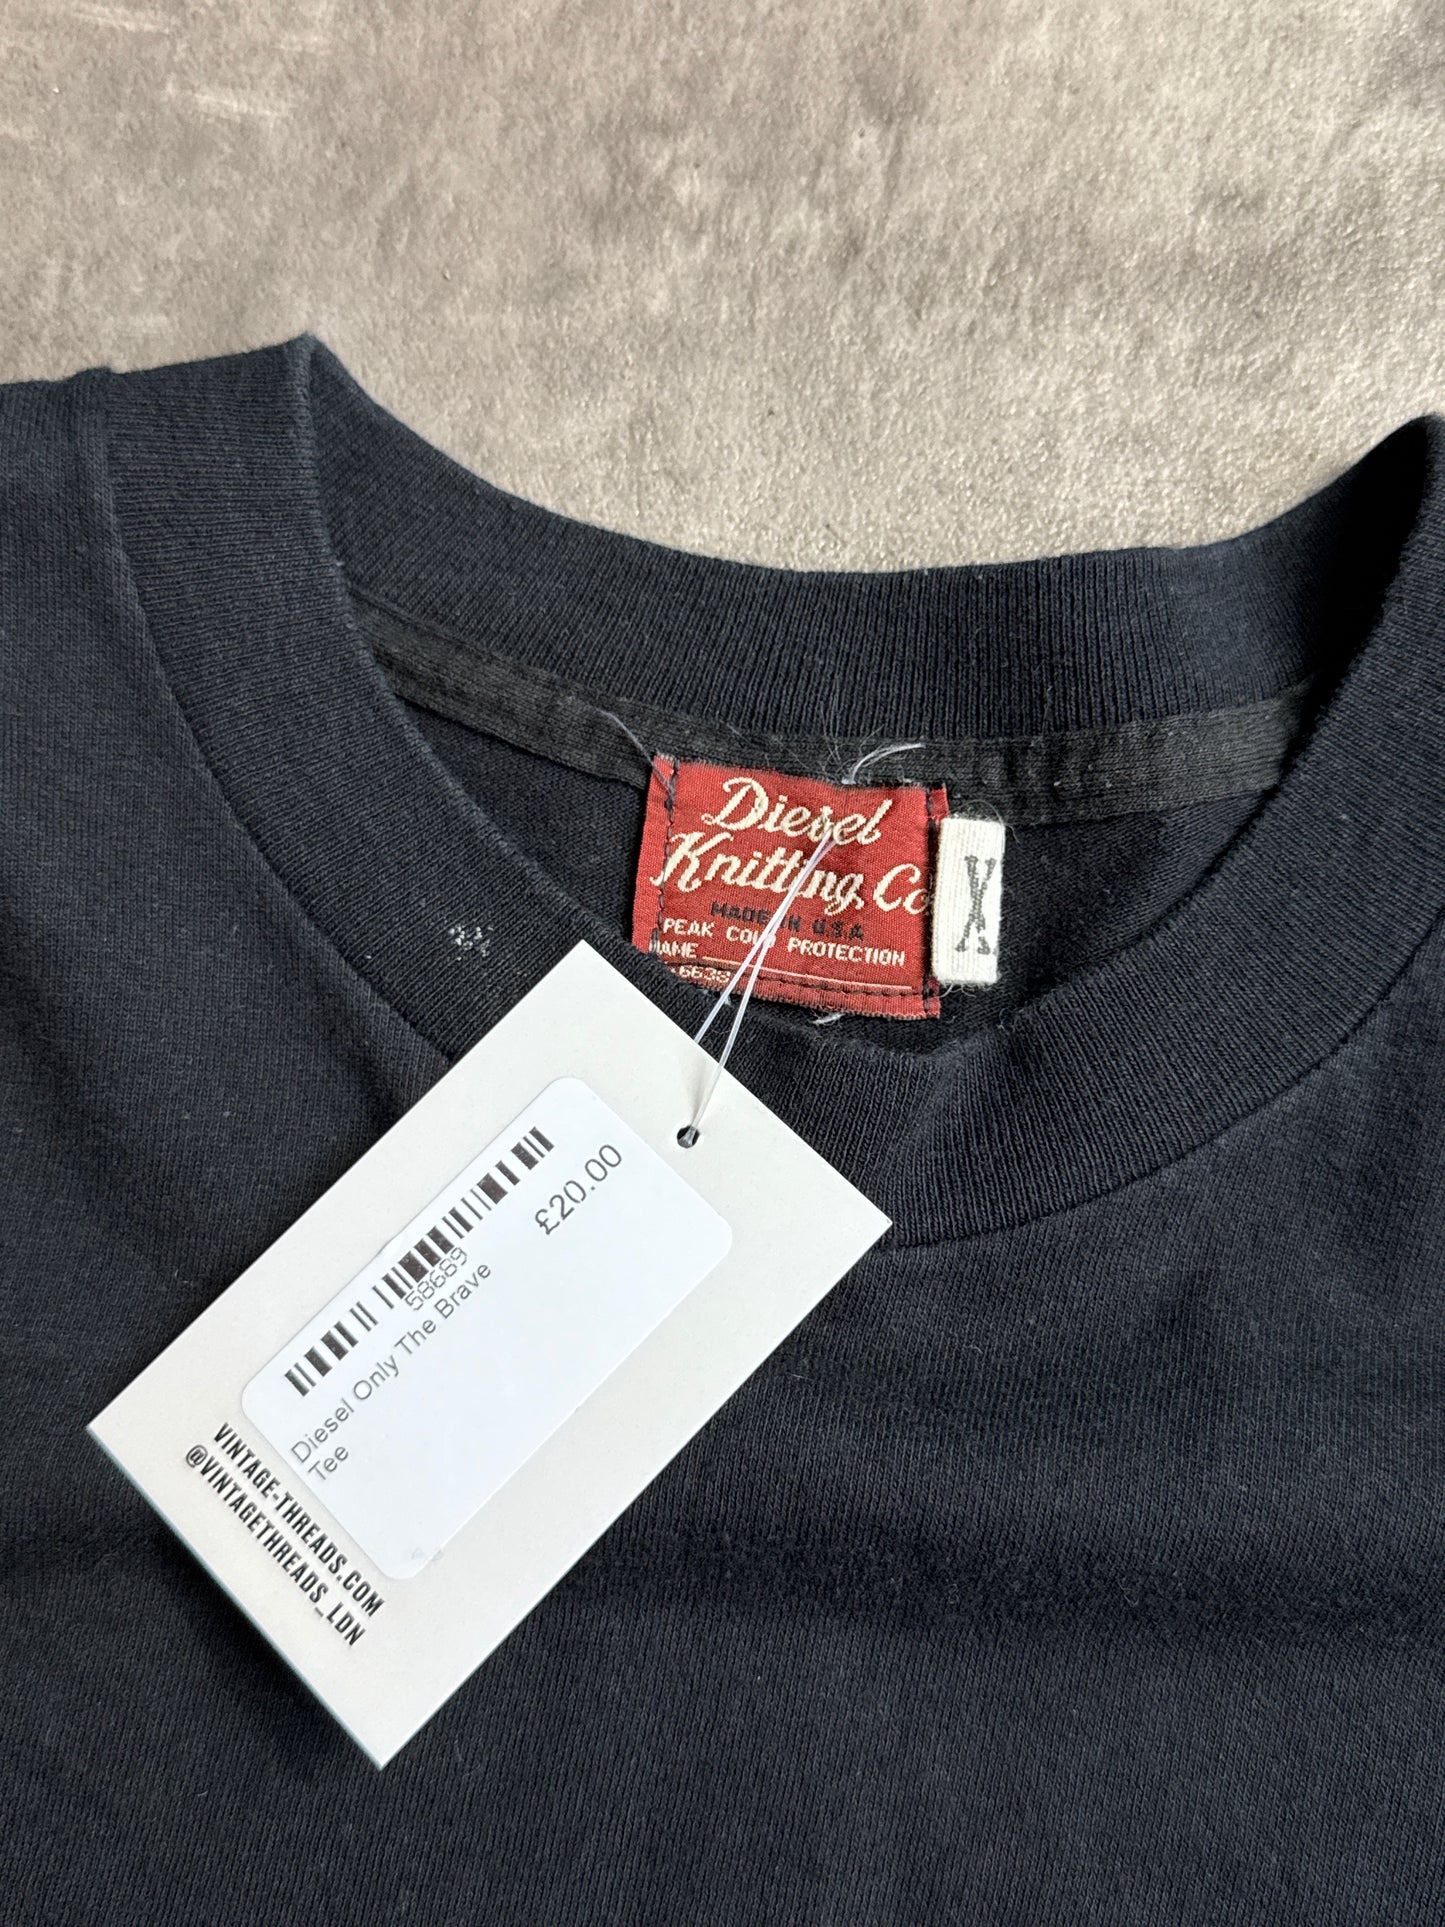 Diesel
Knitting Co
MADE IN U.S.A
PEAK COLD PROTECTION
X
£20.00
58689
Diesel Only The Brave
Tee
VINTAGE-THREADS.COM
@VINTAGETHREADS_LDN